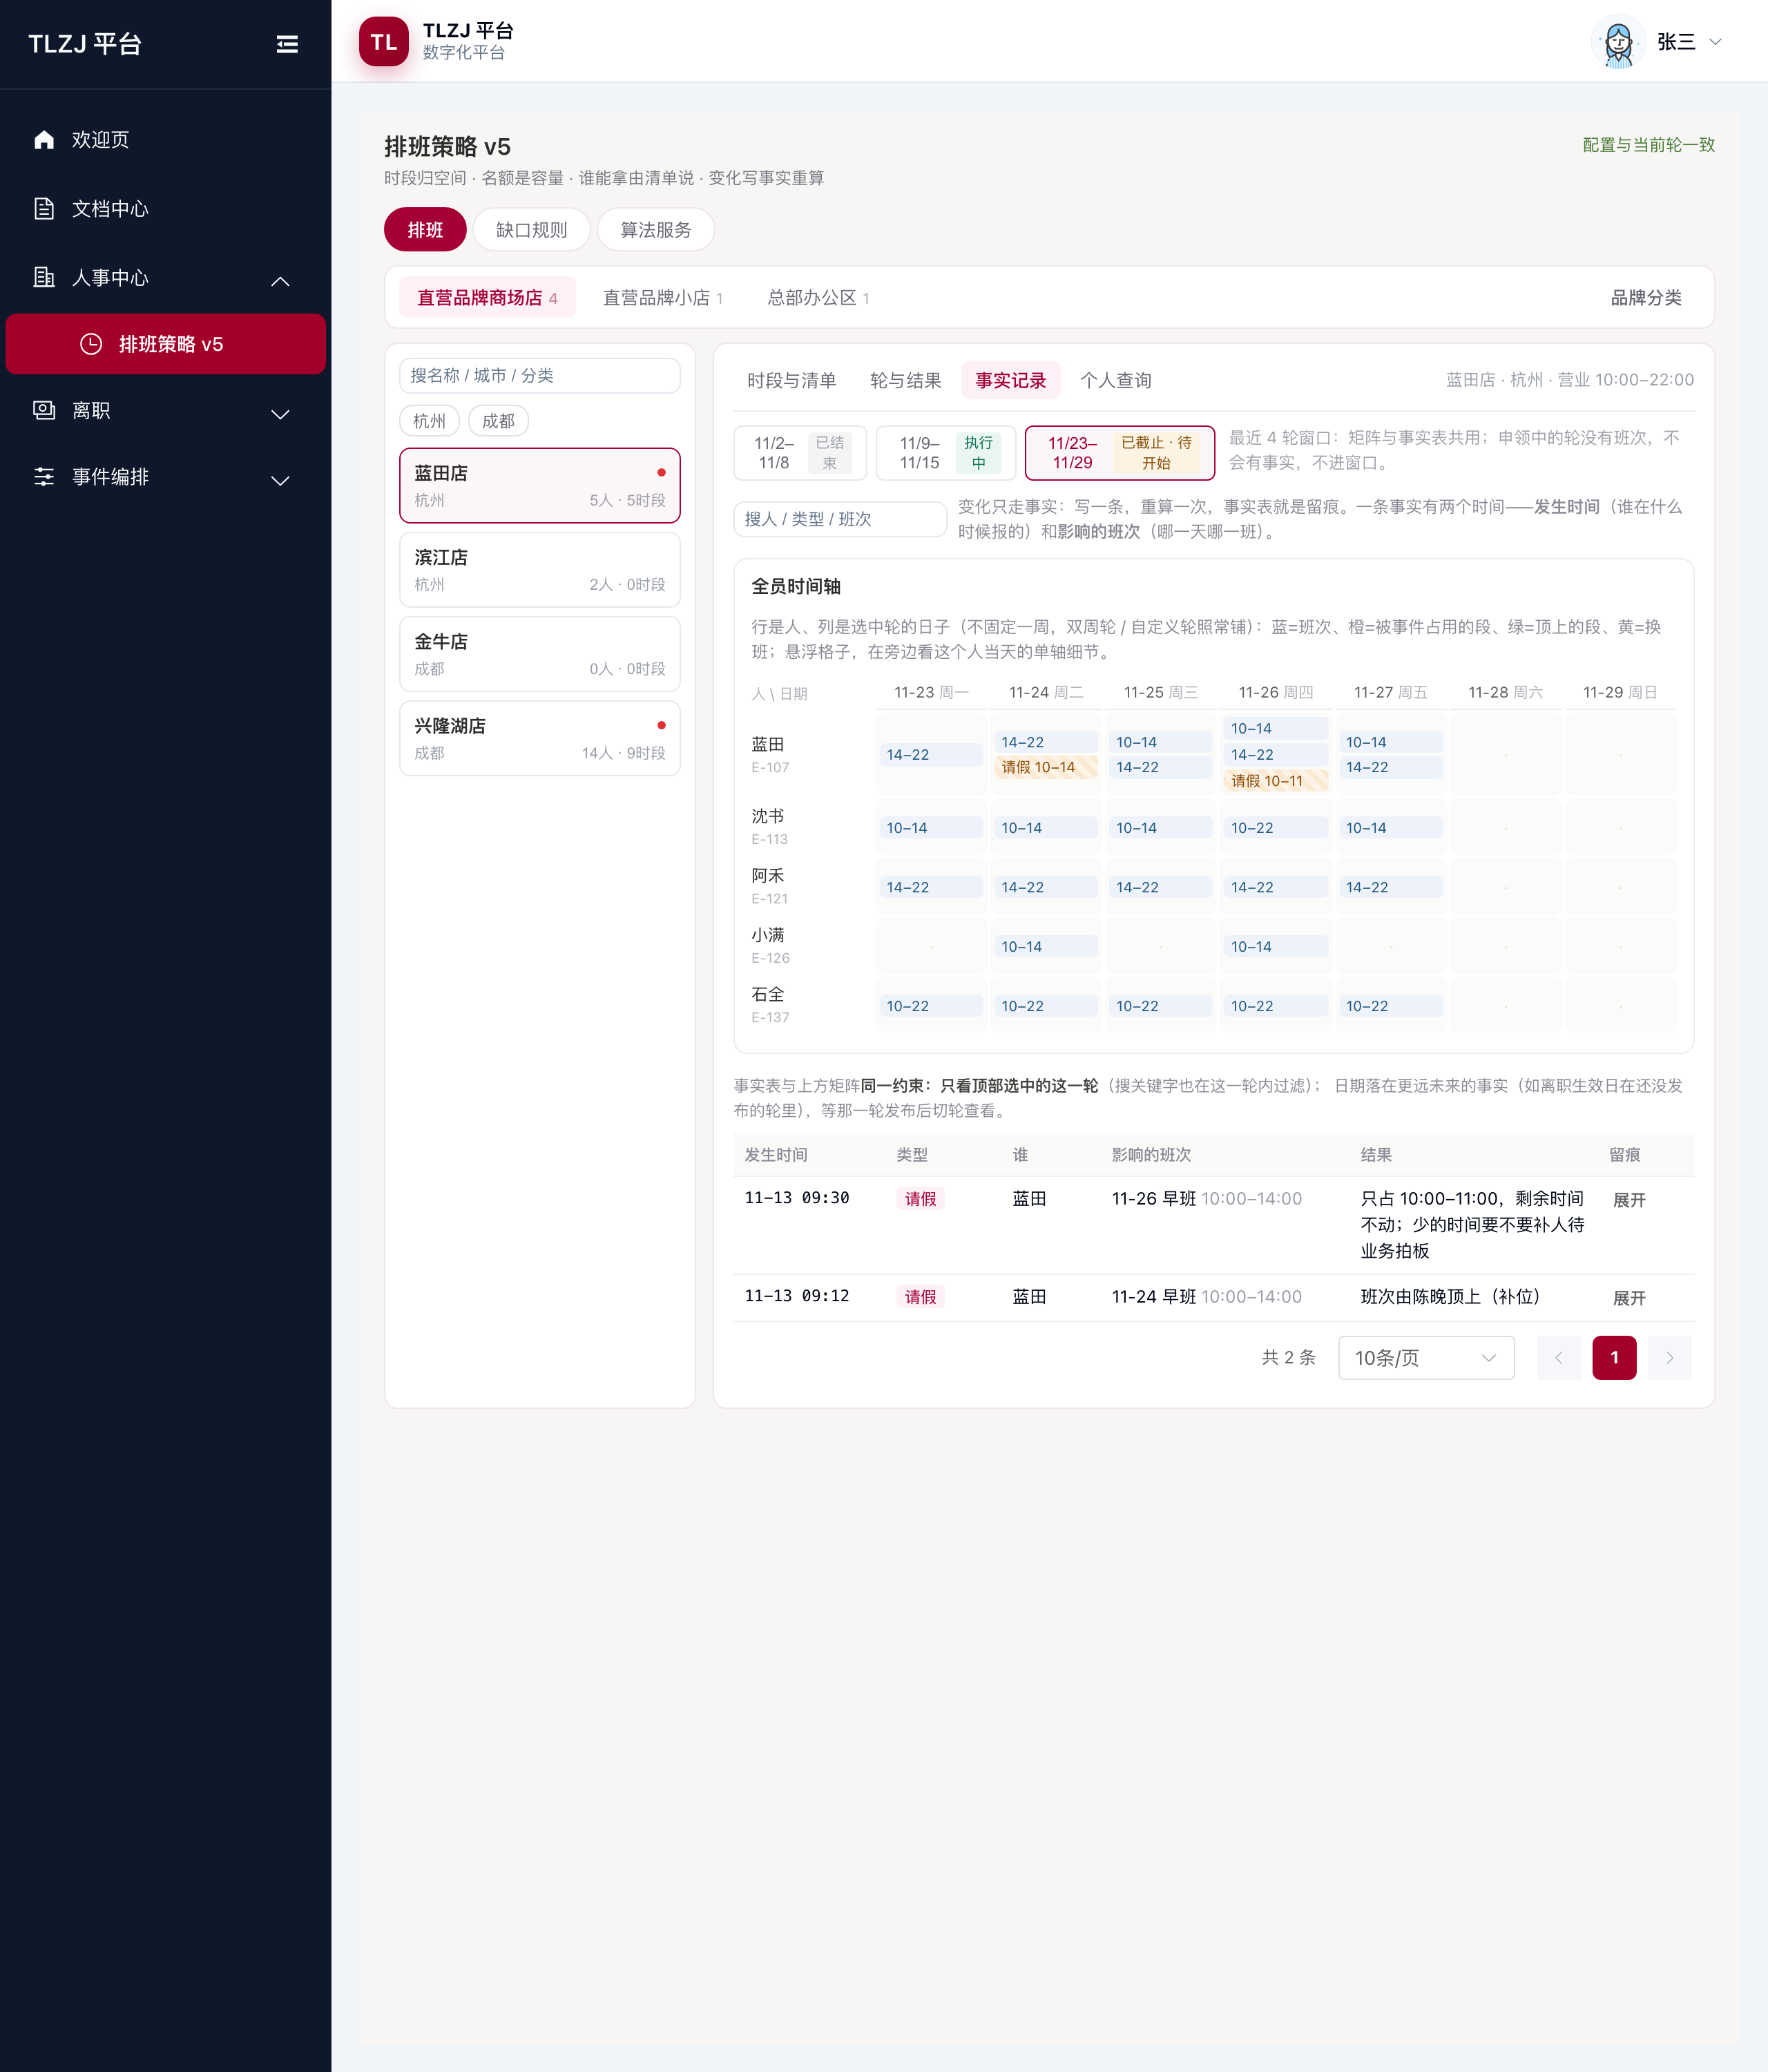 TLZJ 平台
欢迎页
文档中心
人事中心
排班策略 v5
离职
事件编排
TL
TLZJ 平台
数字化平台
张三
排班策略 v5
配置与当前轮一致
时段归空间 · 名额是容量 · 谁能拿由清单说 · 变化写事实重算
排班
缺口规则
算法服务
直营品牌商场店 4
直营品牌小店 1
总部办公区 1
品牌分类
搜名称 / 城市 / 分类
杭州
成都
蓝田店
杭州
5人 · 5时段
滨江店
杭州
2人 · 0时段
金牛店
成都
0人 · 0时段
兴隆湖店
成都
14人 · 9时段
时段与清单
轮与结果
事实记录
个人查询
蓝田店 · 杭州 · 营业 10:00–22:00
11/2–
11/8
已结
束
11/9–
11/15
执行
中
11/23–
11/29
已截止 · 待
开始
最近 4 轮窗口：矩阵与事实表共用；申领中的轮没有班次，不
会有事实，不进窗口。
搜人 / 类型 / 班次
变化只走事实：写一条，重算一次，事实表就是留痕。一条事实有两个时间——发生时间（谁在什么
时候报的）和影响的班次（哪一天哪一班）。
全员时间轴
行是人、列是选中轮的日子（不固定一周，双周轮 / 自定义轮照常铺）：蓝=班次、橙=被事件占用的段、绿=顶上的段、黄=换
班；悬浮格子，在旁边看这个人当天的单轴细节。
人 \ 日期
11-23 周一
11-24 周二
11-25 周三
11-26 周四
11-27 周五
11-28 周六
11-29 周日
蓝田
E-107
14–22
14–22
请假 10–14
10–14
14–22
10–14
14–22
请假 10–11
10–14
14–22
·
·
沈书
E-113
10–14
10–14
10–14
10–22
10–14
·
·
阿禾
E-121
14–22
14–22
14–22
14–22
14–22
·
·
小满
E-126
·
10–14
·
10–14
·
·
·
石全
E-137
10–22
10–22
10–22
10–22
10–22
·
·
事实表与上方矩阵同一约束：只看顶部选中的这一轮（搜关键字也在这一轮内过滤）； 日期落在更远未来的事实（如离职生效日在还没发
布的轮里），等那一轮发布后切轮查看。
发生时间
类型
谁
影响的班次
结果
留痕
11-13 09:30
请假
蓝田
11-26 早班 10:00–14:00
只占 10:00–11:00，剩余时间
不动；少的时间要不要补人待
业务拍板
展开
11-13 09:12
请假
蓝田
11-24 早班 10:00–14:00
班次由陈晚顶上（补位）
展开
共 2 条
10条/页
1